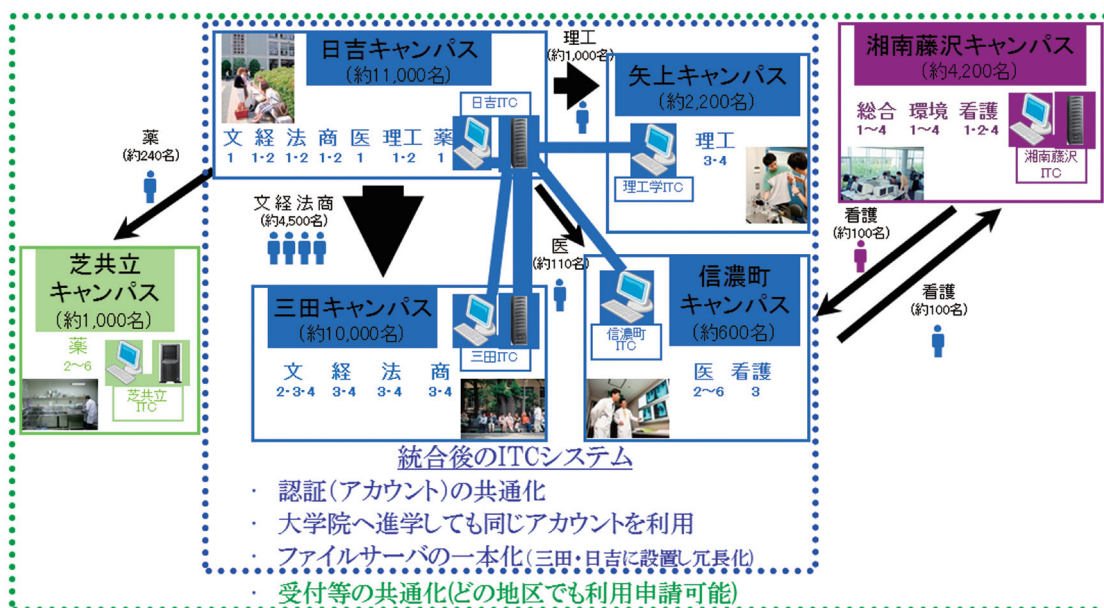 日吉キャンパス
(約11,000名)
日吉ITC
文 経 法 商 医 理工 薬
1 1・2 1・2 1・2 1 1・2 1
理工
(約1,000名)
矢上キャンパス
(約2,200名)
理工学ITC
理工
3・4
湘南藤沢キャンパス
(約4,200名)
総合 環境 看護
1～4 1～4 1・2・4
湘南藤沢
ITC
薬
(約240名)
文経法商
(約4,500名)
医
(約110名)
看護
(約100名)
看護
(約100名)
芝共立
キャンパス
(約1,000名)
薬
2～6
芝共立
ITC
三田キャンパス
(約10,000名)
三田ITC
文 経 法 商
2・3・4 3・4 3・4 3・4
信濃町
キャンパス
(約600名)
信濃町
ITC
医 看護
2～6 3
統合後のITCシステム
・ 認証(アカウント)の共通化
・ 大学院へ進学しても同じアカウントを利用
・ ファイルサーバの一本化(三田・日吉に設置し冗長化)
・ 受付等の共通化(どの地区でも利用申請可能)